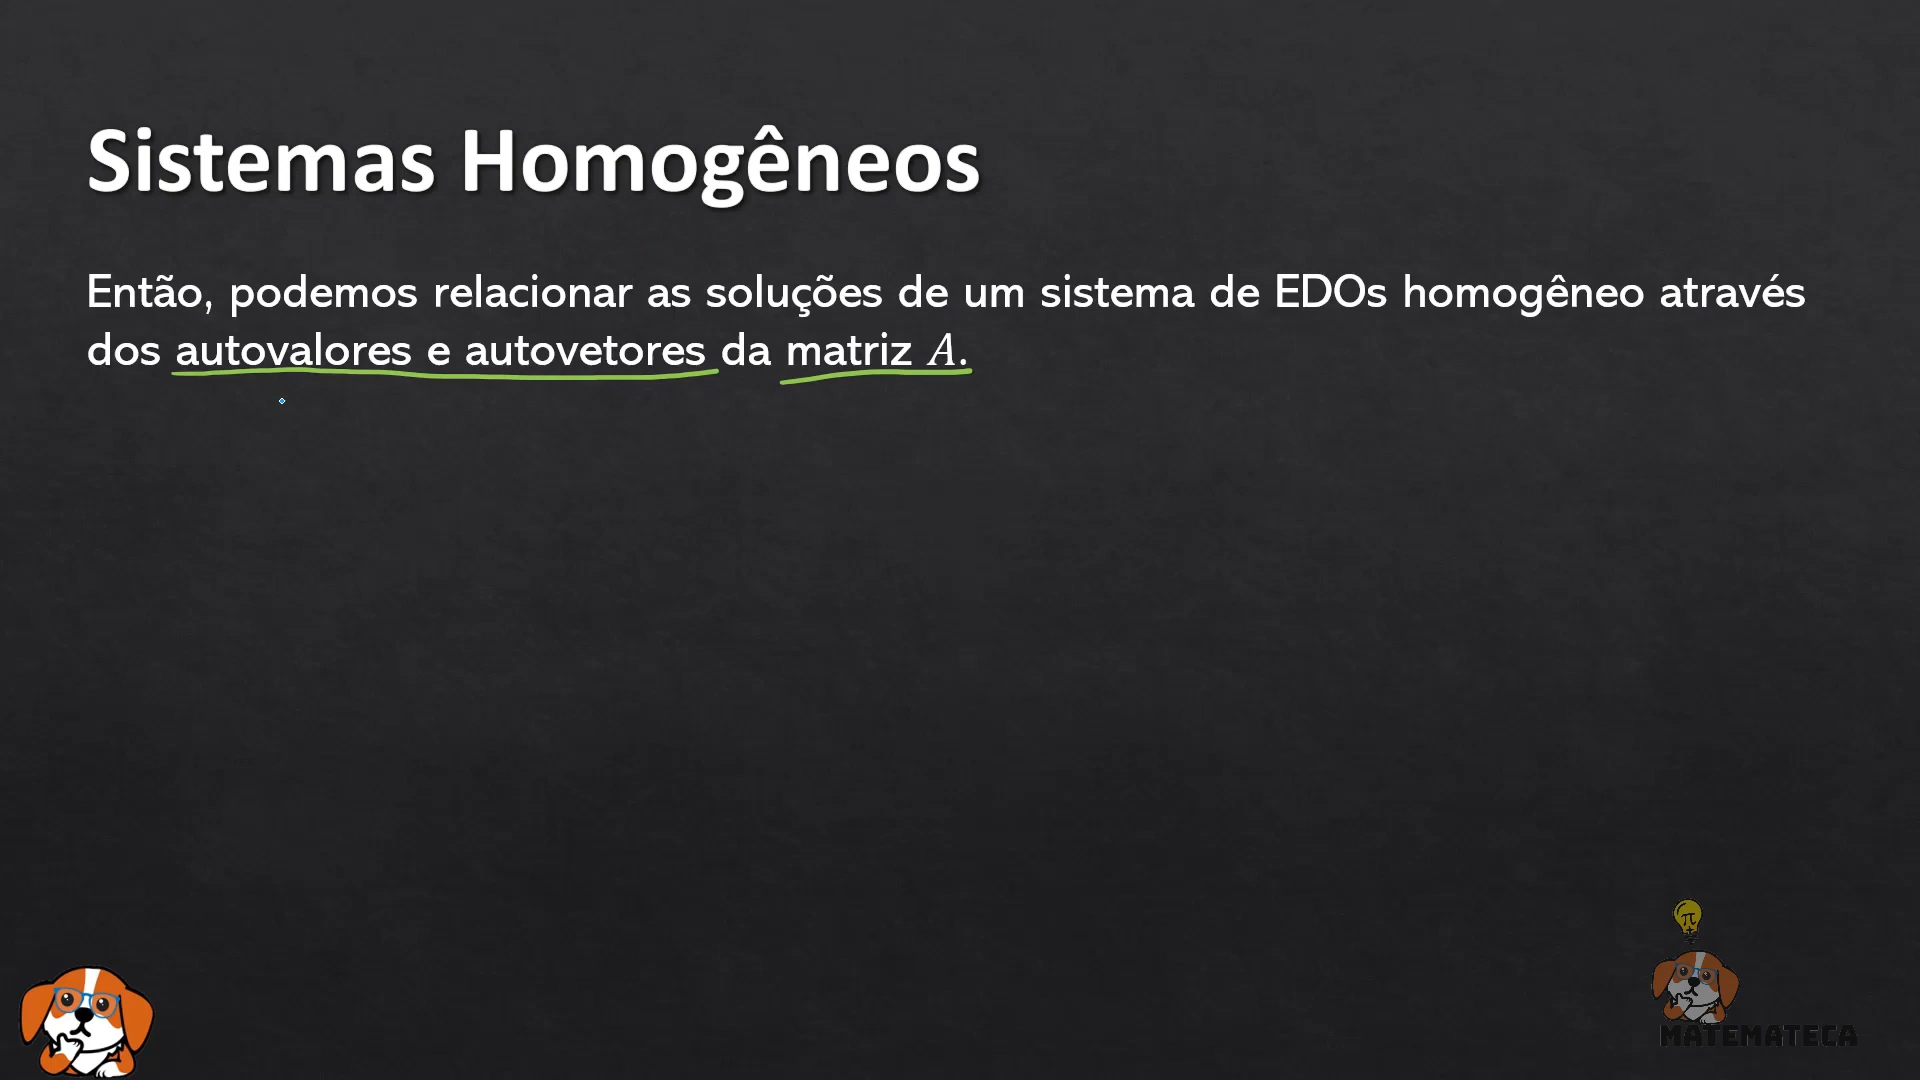 Sistemas Homogêneos
Então, podemos relacionar as soluções de um sistema de EDOs homogêneo através
dos autovalores e autovetores da matriz A.
π
MATEMATECA